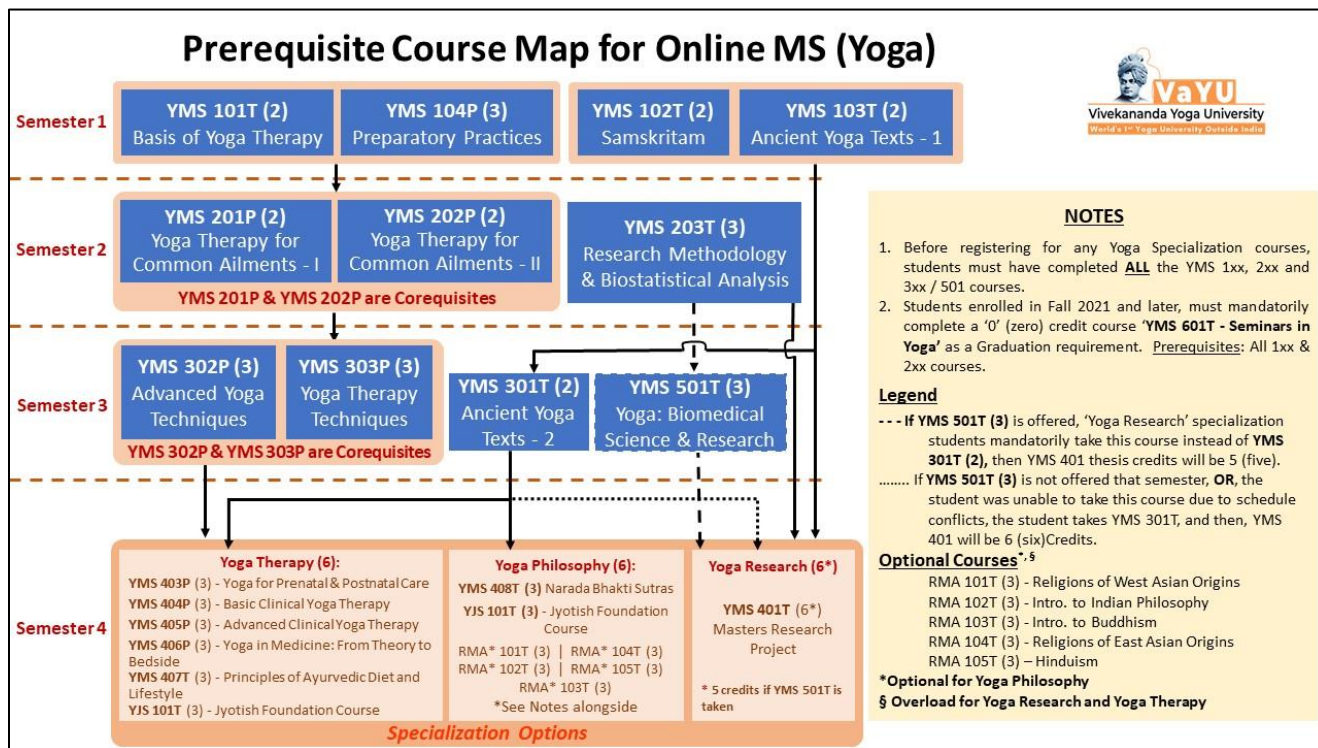 Prerequisite Course Map for Online MS (Yoga)
VaYU
Vivekananda Yoga University
World's 1st Yoga University Outside India
Semester 1
YMS 101T (2)
Basis of Yoga Therapy
YMS 104P (3)
Preparatory Practices
YMS 102T (2)
Samskritam
YMS 103T (2)
Ancient Yoga Texts - 1
Semester 2
YMS 201P (2)
Yoga Therapy for
Common Ailments - I
YMS 202P (2)
Yoga Therapy for
Common Ailments - II
YMS 201P & YMS 202P are Corequisites
YMS 203T (3)
Research Methodology
& Biostatistical Analysis
Semester 3
YMS 302P (3)
Advanced Yoga
Techniques
YMS 303P (3)
Yoga Therapy
Techniques
YMS 302P & YMS 303P are Corequisites
YMS 301T (2)
Ancient Yoga
Texts - 2
YMS 501T (3)
Yoga: Biomedical
Science & Research
Semester 4
Yoga Therapy (6):
YMS 403P (3) - Yoga for Prenatal & Postnatal Care
YMS 404P (3) - Basic Clinical Yoga Therapy
YMS 405P (3) - Advanced Clinical Yoga Therapy
YMS 406P (3) - Yoga in Medicine: From Theory to
Bedside
YMS 407T (3) - Principles of Ayurvedic Diet and
Lifestyle
YJS 101T (3) - Jyotish Foundation Course
Yoga Philosophy (6):
YMS 408T (3) Narada Bhakti Sutras
YJS 101T (3) - Jyotish Foundation
Course
RMA* 101T (3) | RMA* 104T (3)
RMA* 102T (3) | RMA* 105T (3)
RMA* 103T (3)
*See Notes alongside
Yoga Research (6*)
YMS 401T (6*)
Masters Research
Project
* 5 credits if YMS 501T is
taken
Specialization Options
NOTES
1. Before registering for any Yoga Specialization courses,
students must have completed ALL the YMS 1xx, 2xx and
3xx / 501 courses.
2. Students enrolled in Fall 2021 and later, must mandatorily
complete a '0' (zero) credit course 'YMS 601T - Seminars in
Yoga' as a Graduation requirement. Prerequisites: All 1xx &
2xx courses.
Legend
- - - If YMS 501T (3) is offered, 'Yoga Research' specialization
students mandatorily take this course instead of YMS
301T (2), then YMS 401 thesis credits will be 5 (five).
........ If YMS 501T (3) is not offered that semester, OR, the
student was unable to take this course due to schedule
conflicts, the student takes YMS 301T, and then, YMS
401 will be 6 (six)Credits.
Optional Courses*, §
RMA 101T (3) - Religions of West Asian Origins
RMA 102T (3) - Intro. to Indian Philosophy
RMA 103T (3) - Intro. to Buddhism
RMA 104T (3) - Religions of East Asian Origins
RMA 105T (3) – Hinduism
*Optional for Yoga Philosophy
§ Overload for Yoga Research and Yoga Therapy